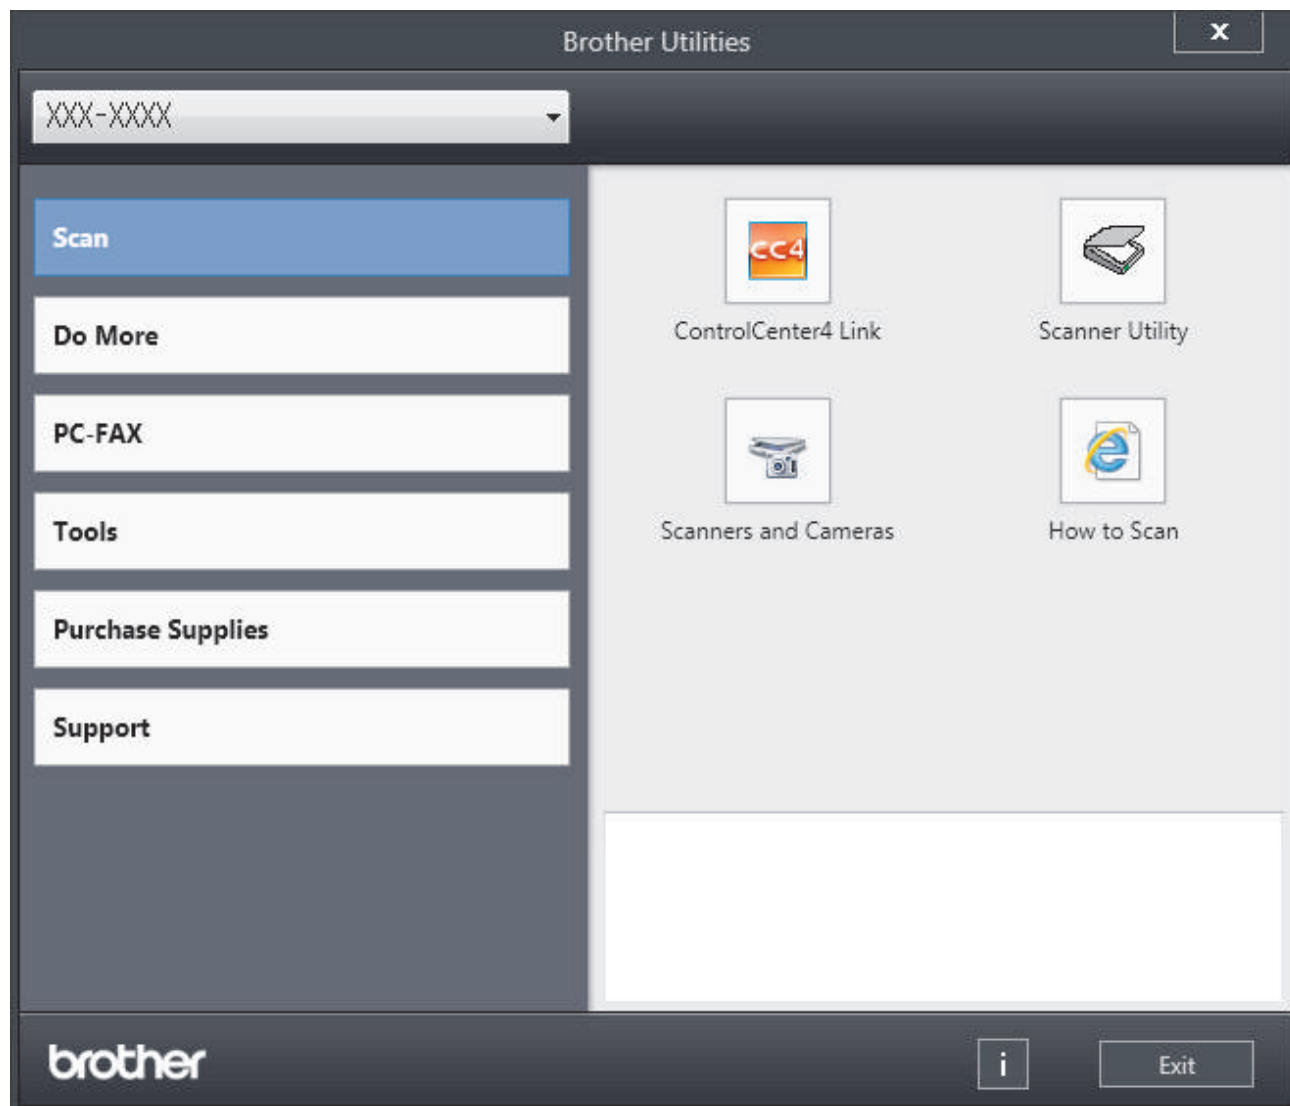 Brother Utilities
x
XXX-XXXX
Scan
Do More
PC-FAX
Tools
Purchase Supplies
Support
CC4
ControlCenter4 Link
Scanner Utility
Scanners and Cameras
How to Scan
brother
i
Exit